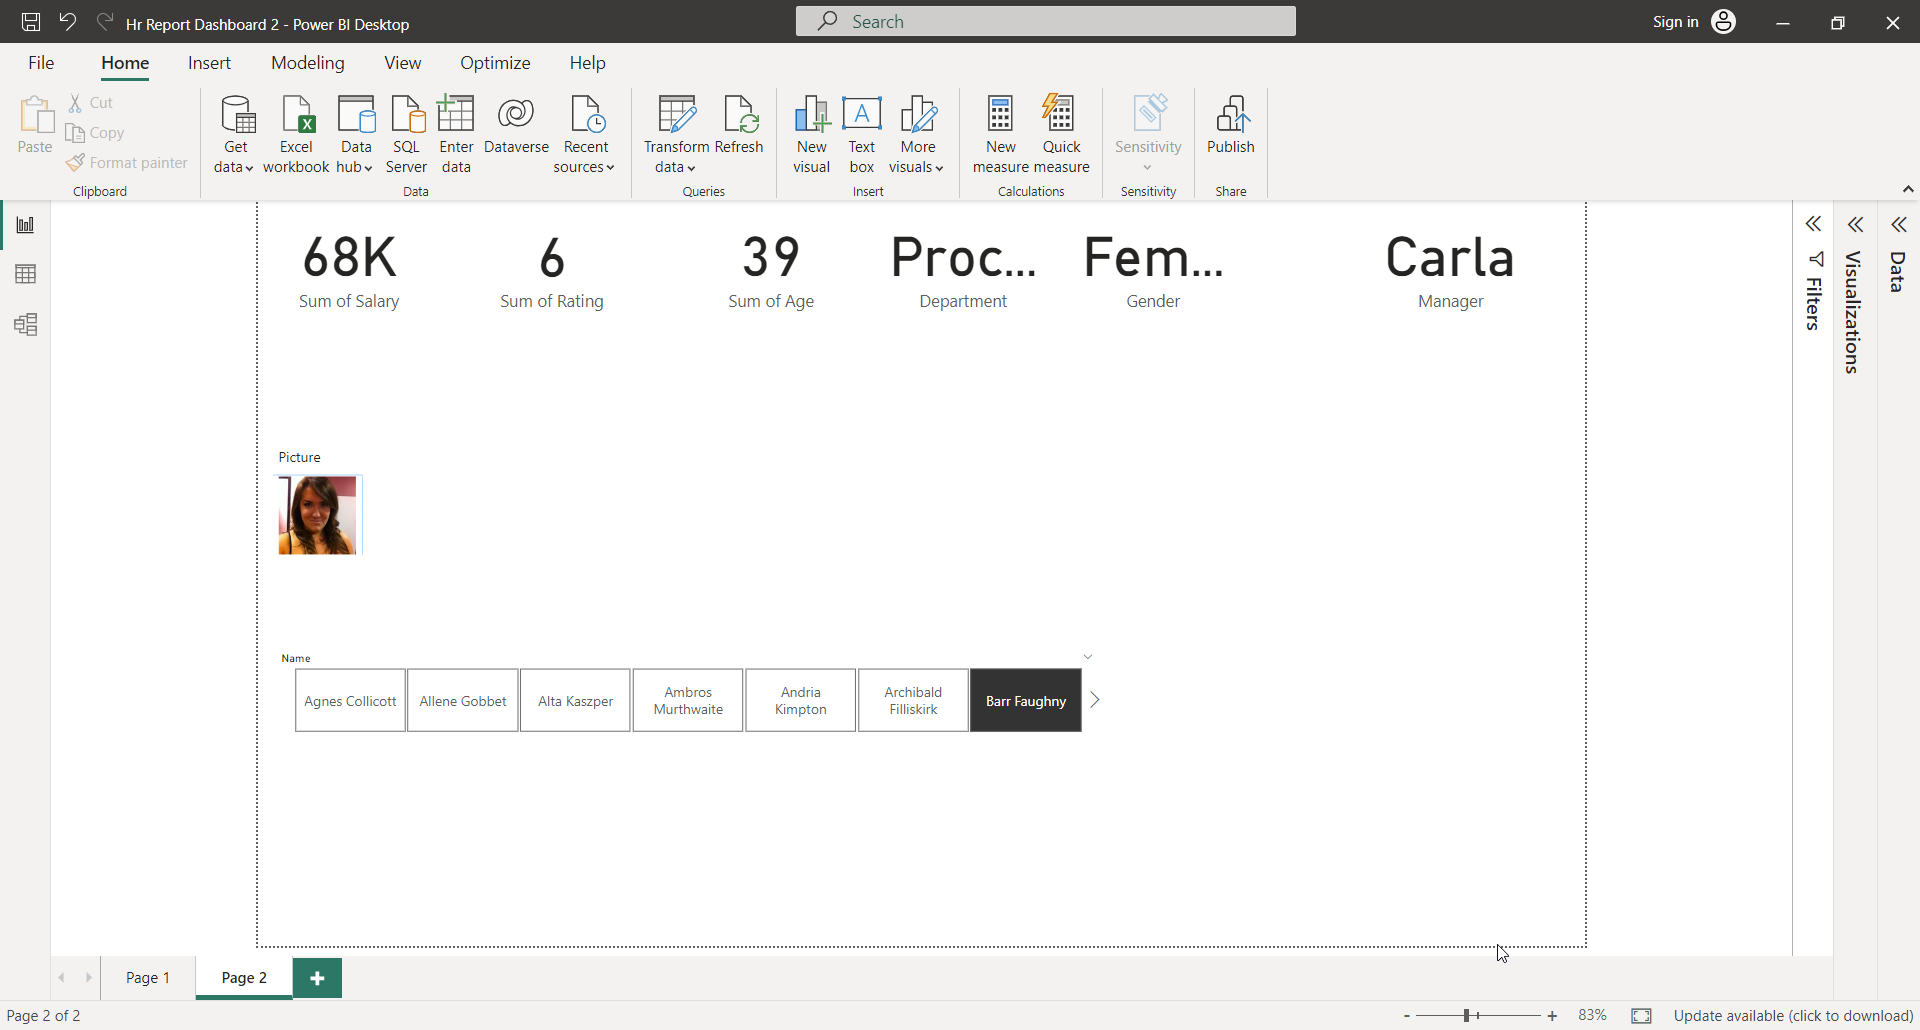 Hr Report Dashboard 2 - Power BI Desktop
Search
Sign in
File
Home
Insert
Modeling
View
Optimize
Help
Paste
Cut
Copy
Format painter
Clipboard
Get data
Excel workbook
Data hub
SQL Server
Enter data
Dataverse
Recent sources
Data
Transform data
Refresh
Queries
New visual
Text box
More visuals
Insert
New measure
Quick measure
Calculations
Sensitivity
Sensitivity
Publish
Share
68K
Sum of Salary
6
Sum of Rating
39
Sum of Age
Proc...
Department
Fem...
Gender
Carla
Manager
Filters
Visualizations
Data
Picture
Name
Agnes Collicott
Allene Gobbet
Alta Kaszper
Ambros
Murthwaite
Andria
Kimpton
Archibald
Filliskirk
Barr Faughny
Page 1
Page 2
+
Page 2 of 2
- +
83%
Update available (click to download)